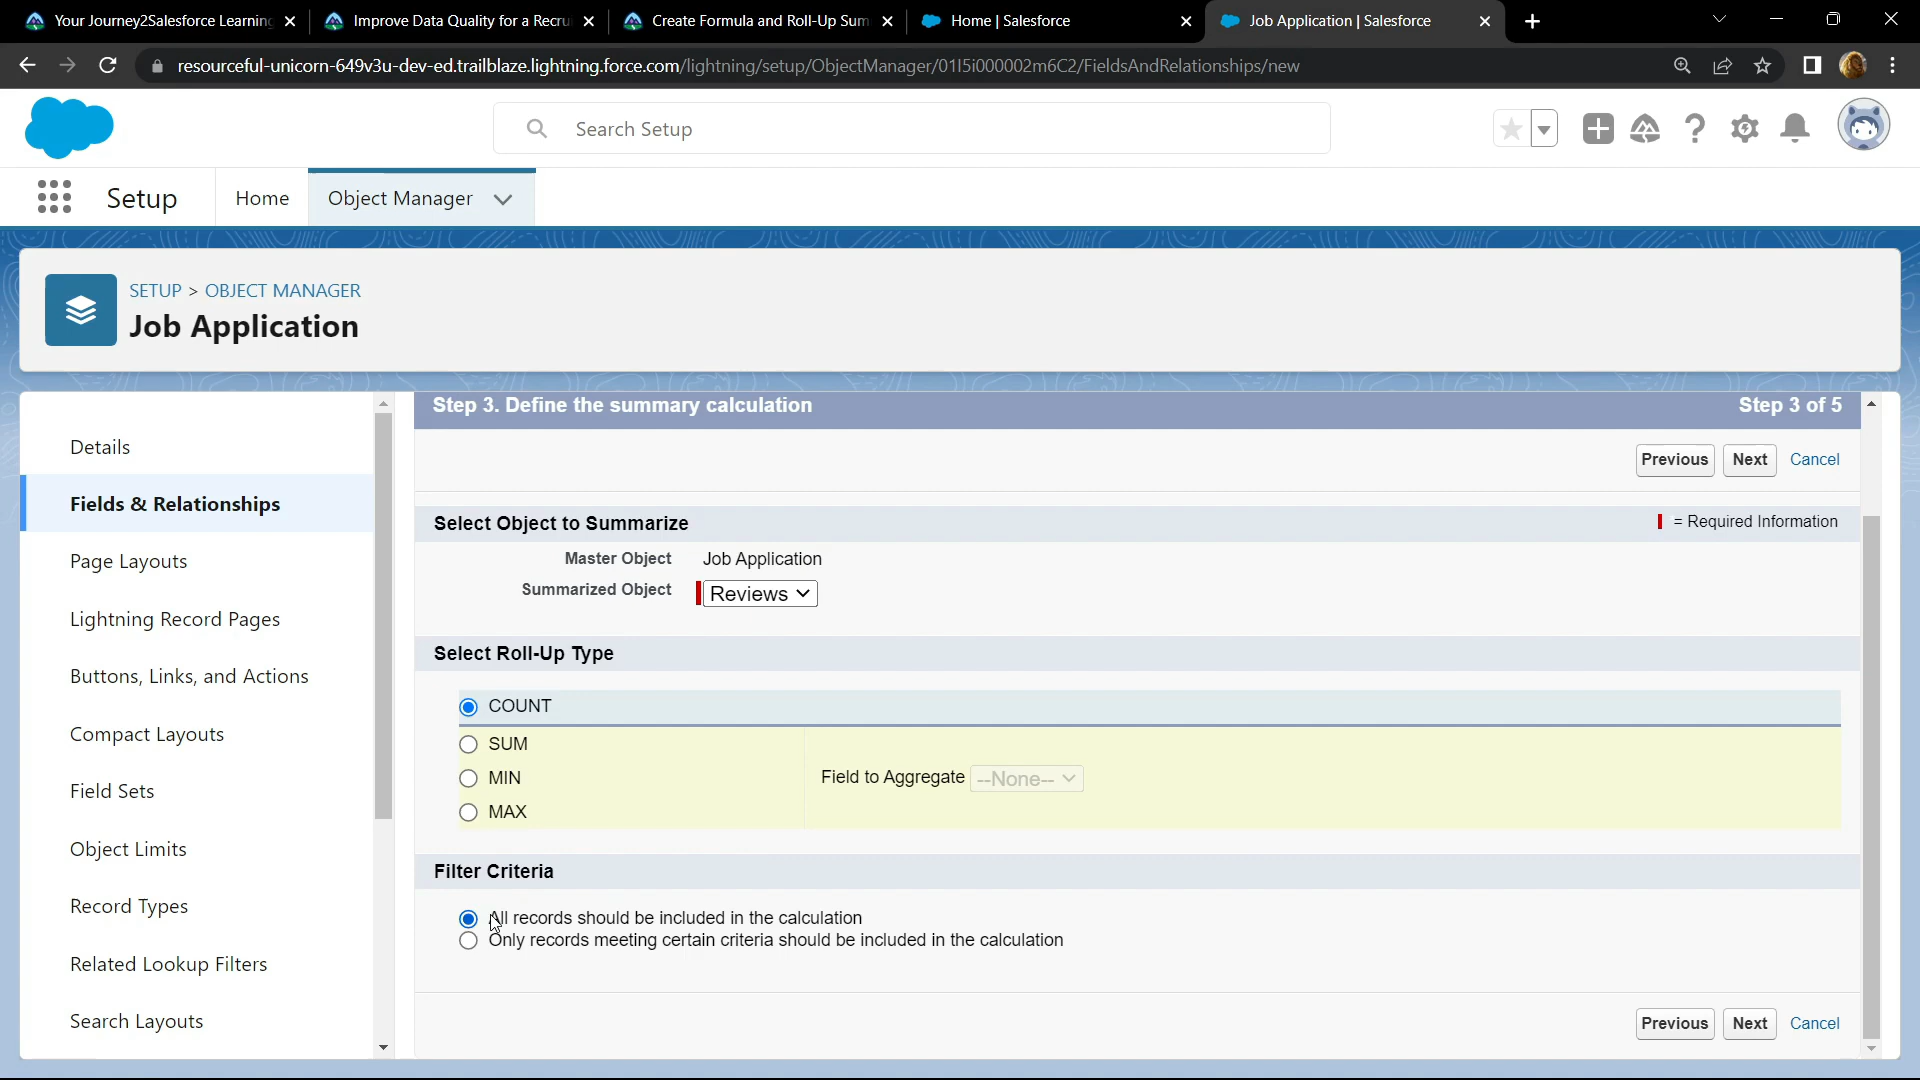 Your Journey2Salesforce Learning
Improve Data Quality for a Recru
Create Formula and Roll-Up Sum
Home | Salesforce
Job Application | Salesforce
resourceful-unicorn-649v3u-dev-ed.trailblaze.lightning.force.com/lightning/setup/ObjectManager/01I5i000002m6C2/FieldsAndRelationships/new
Search Setup
Setup
Home
Object Manager
SETUP > OBJECT MANAGER
Job Application
Details
Fields & Relationships
Page Layouts
Lightning Record Pages
Buttons, Links, and Actions
Compact Layouts
Field Sets
Object Limits
Record Types
Related Lookup Filters
Search Layouts
Step 3. Define the summary calculation
Step 3 of 5
Previous
Next
Cancel
Select Object to Summarize
= Required Information
Master Object Job Application
Summarized Object Reviews
Select Roll-Up Type
COUNT
SUM
MIN
Field to Aggregate --None--
MAX
Filter Criteria
All records should be included in the calculation
Only records meeting certain criteria should be included in the calculation
Previous
Next
Cancel